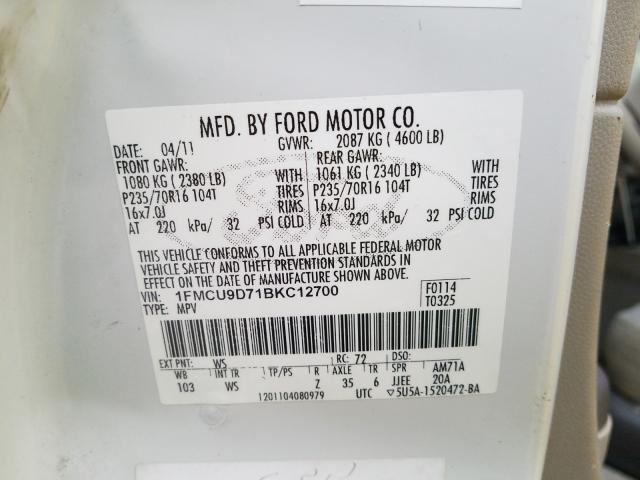 MFD. BY FORD MOTOR CO.
DATE: 04/11 GVWR: 2087 KG ( 4600 LB)
FRONT GAWR: REAR GAWR:
1080 KG ( 2380 LB) WITH 1061 KG ( 2340 LB) WITH
P235/70R16 104T TIRES P235/70R16 104T TIRES
16x7.0J RIMS 16x7.0J RIMS
AT 220 kPa/ 32 PSI COLD AT 220 kPa/ 32 PSI COLD
THIS VEHICLE CONFORMS TO ALL APPLICABLE FEDERAL MOTOR
VEHICLE SAFETY AND THEFT PREVENTION STANDARDS IN
EFFECT ON THE DATE OF MANUFACTURE SHOWN ABOVE.
VIN: 1FMCU9D71BKC12700 F0114
TYPE: MPV T0325
EXT PNT: WS RC: 72 DSO:
WB INT TR TP/PS R AXLE TR SPR AM71A
103 WS Z 35 6 JJEE 20A
1201104080979 UTC ▽5U5A-1520472-BA